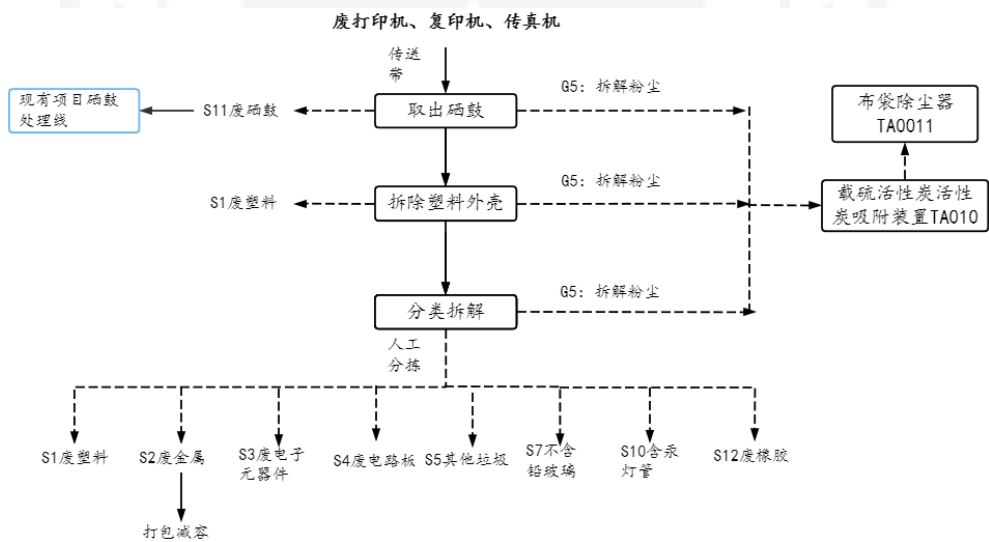 废打印机、复印机、传真机
传送
带
现有项目硒鼓
处理线
S11废硒鼓
取出硒鼓
G5：拆解粉尘
布袋除尘器
TA0011
S1废塑料
拆除塑料外壳
G5：拆解粉尘
载硫活性炭活性
炭吸附装置TA010
分类拆解
G5：拆解粉尘
人工
分拣
S1废塑料
S2废金属
S3废电子
元器件
S4废电路板
S5其他垃圾
S7不含
铅玻璃
S10含汞
灯管
S12废橡胶
打包减容